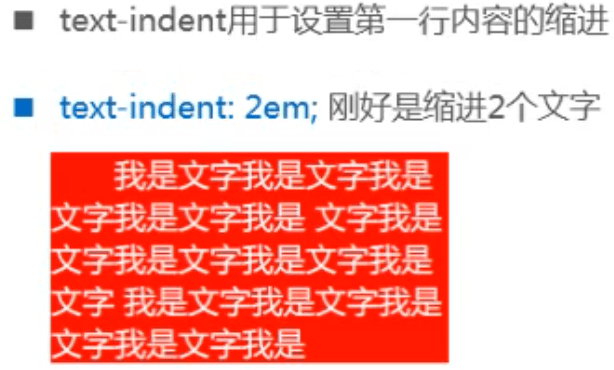 text-indent用于设置第一行内容的缩进
text-indent: 2em; 刚好是缩进2个文字
我是文字我是文字我是
文字我是文字我是 文字我是
文字我是文字我是文字我是
文字 我是文字我是文字我是
文字我是文字我是